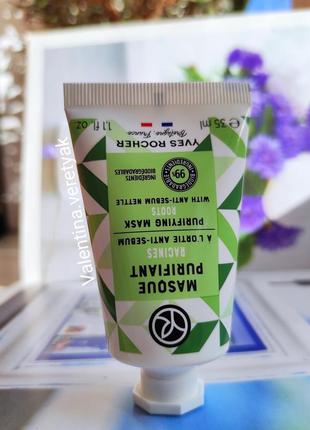 MASQUE
PURIFIANT
RACINES
A L'ORTIE ANTI-SEBUM
PURIFYING MASK
ROOTS
WITH ANTI-SEBUM NETTLE
99%
INGRÉDIENTS
BIODÉGRADABLES
YVES ROCHER
Bretagne, France
℮ 35 ml 1.1 fl. oz
Valentina.veretyak